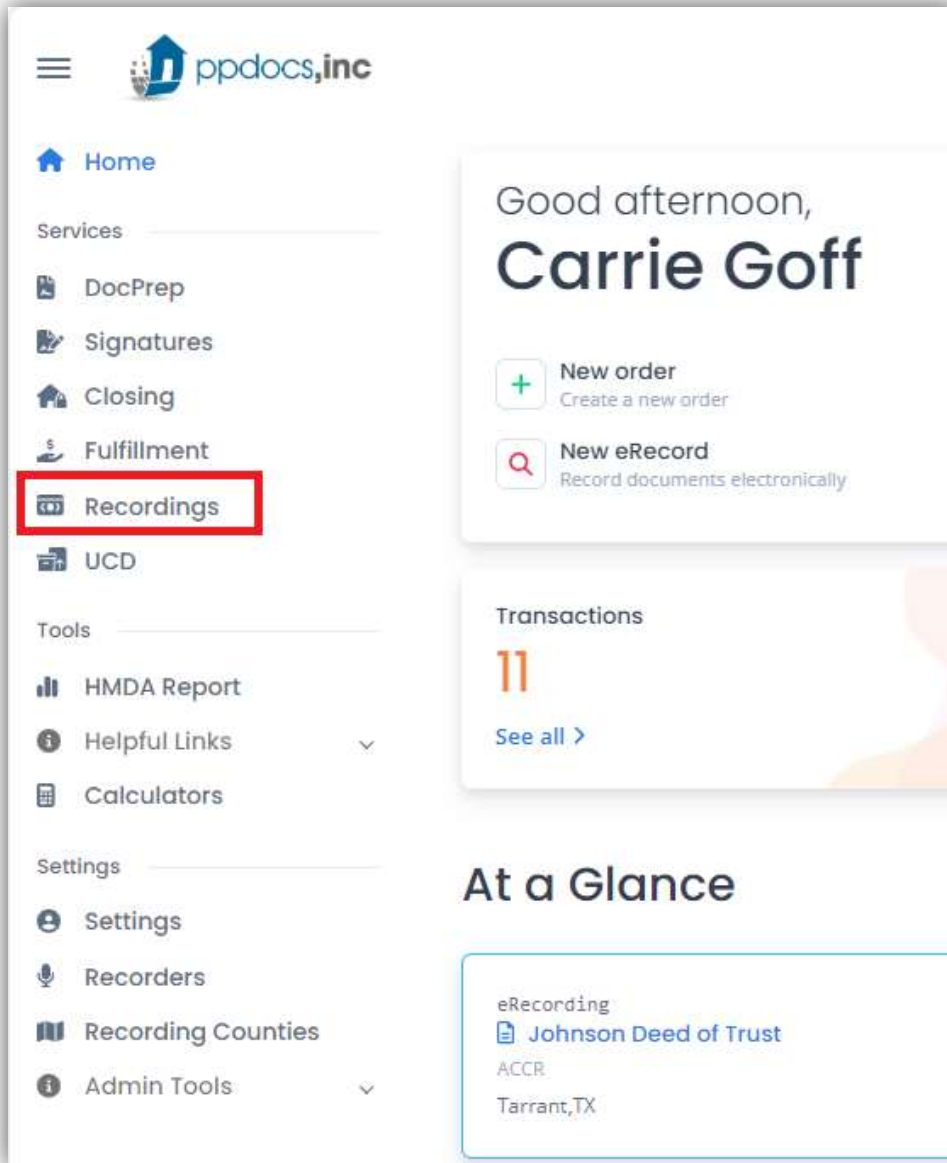 ppdocs,inc
Home
Services
DocPrep
Signatures
Closing
Fulfillment
Recordings
UCD
Tools
HMDA Report
Helpful Links
Calculators
Settings
Settings
Recorders
Recording Counties
Admin Tools
Good afternoon,
Carrie Goff
New order
Create a new order
New eRecord
Record documents electronically
Transactions
11
See all
At a Glance
eRecording
Johnson Deed of Trust
ACCR
Tarrant,TX